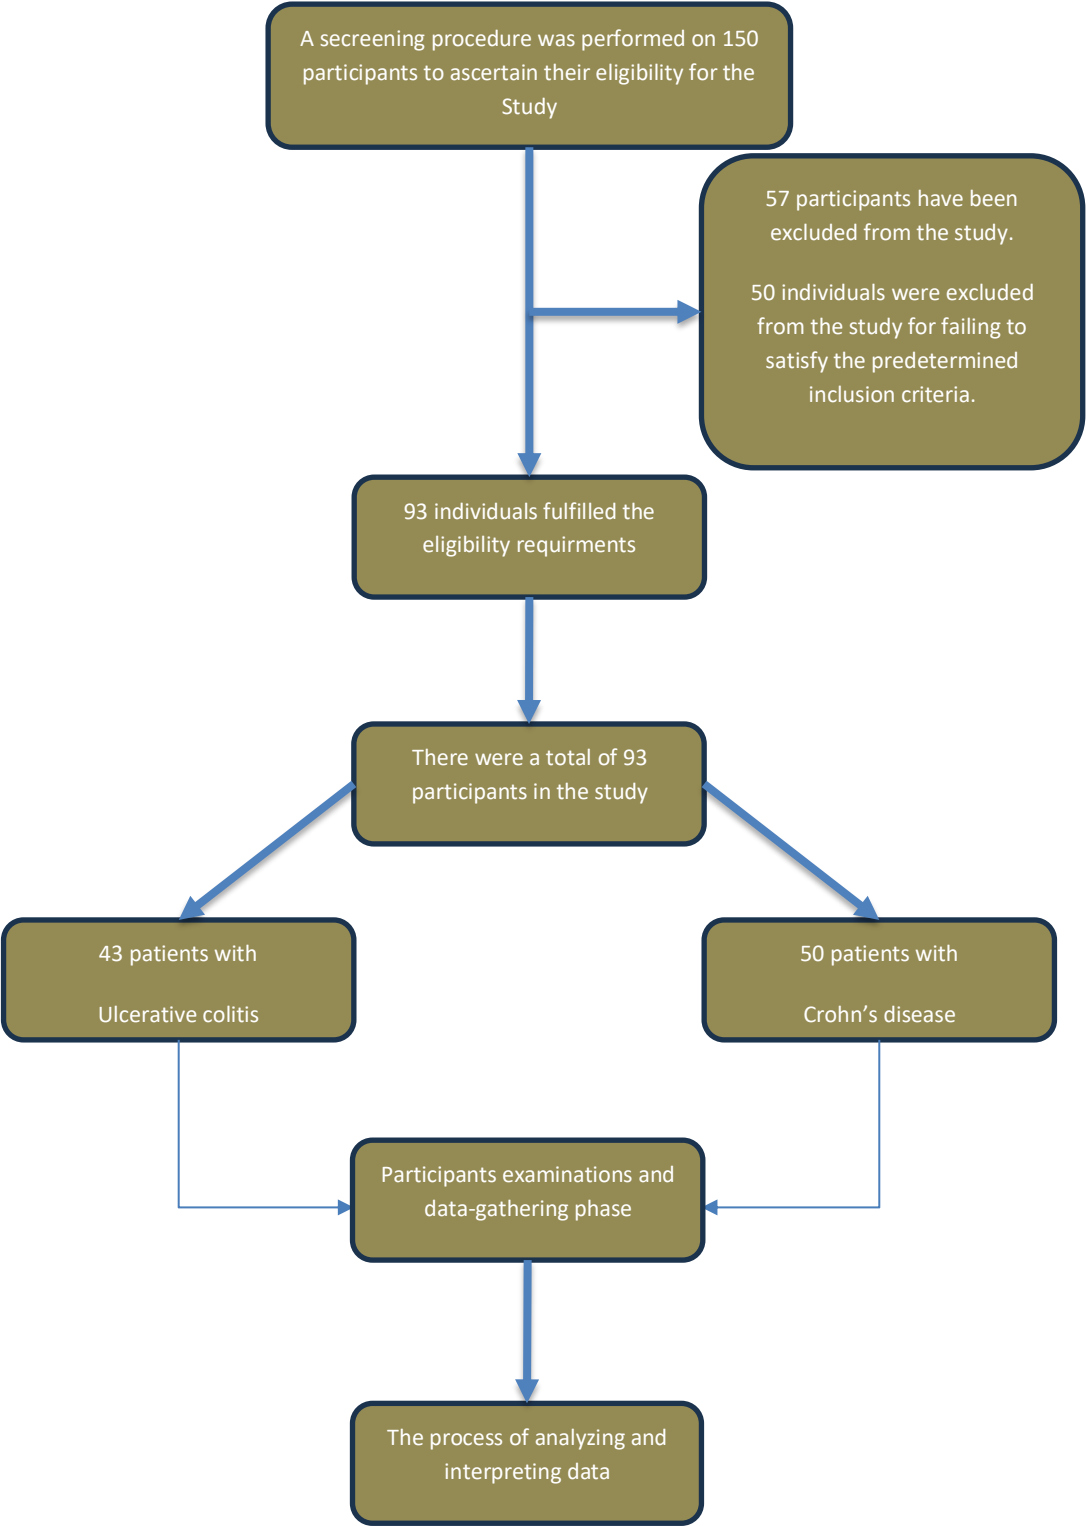 A secreening procedure was performed on 150
participants to ascertain their eligibility for the
Study
57 participants have been
excluded from the study.
50 individuals were excluded
from the study for failing to
satisfy the predetermined
inclusion criteria.
93 individuals fulfilled the
eligibility requirments
There were a total of 93
participants in the study
43 patients with
Ulcerative colitis
50 patients with
Crohn’s disease
Participants examinations and
data-gathering phase
The process of analyzing and
interpreting data